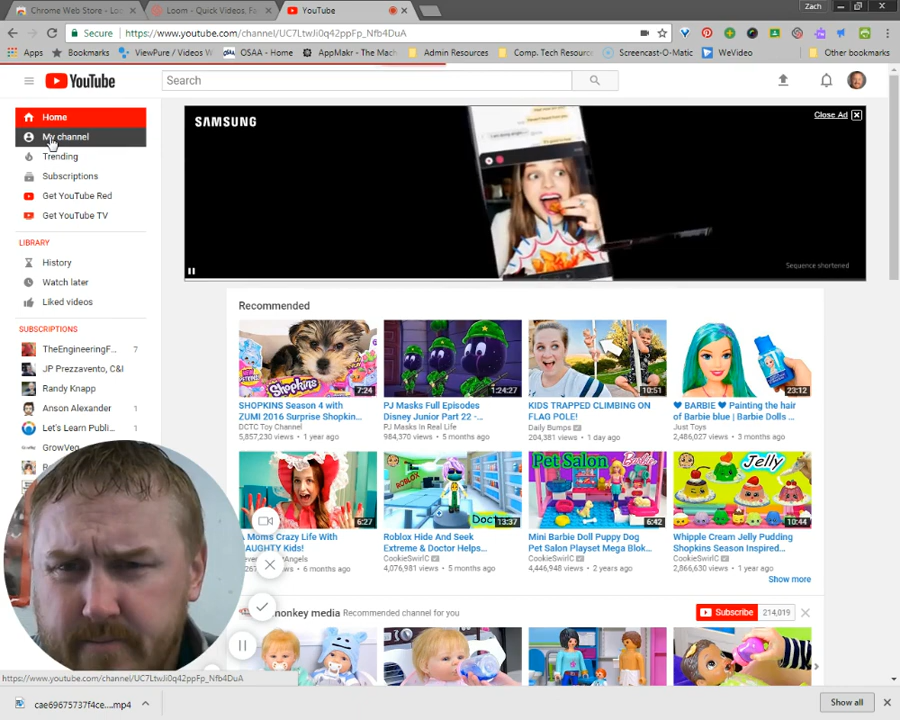 Chrome Web Store - Loo
Loom - Quick Videos, F
YouTube
Zach
Secure
https://www.youtube.com/channel/UC7LtwJi0q42ppFp_Nfb4DuA
Apps
Bookmarks
ViewPure / Videos W
OSAA
OSAA - Home
AppMakr - The Mach
Admin Resources
Comp. Tech Resource
Screencast-O-Matic
WeVideo
Other bookmarks
YouTube
Search
Home
My channel
Trending
Subscriptions
Get YouTube Red
Get YouTube TV
LIBRARY
History
Watch later
Liked videos
SUBSCRIPTIONS
TheEngineeringF... 7
JP Prezzavento, C&I
Randy Knapp
Anson Alexander 1
Let's Learn Publi...
GrowVeg
SAMSUNG
Close Ad
Sequence shortened
Recommended
Shopkins
7:24
1:24:27
10:51
23:12
SHOPKINS Season 4 with
ZUMI 2016 Surprise Shopkin...
DCTC Toy Channel
5,857,230 views • 1 year ago
PJ Masks Full Episodes
Disney Junior Part 22 -...
PJ Masks In Real Life
984,370 views • 5 months ago
KIDS TRAPPED CLIMBING ON
FLAG POLE!
Daily Bumps
204,381 views • 1 day ago
♥ BARBIE ♥ Painting the hair
of Barbie blue | Barbie Dolls ...
Just Toys
2,486,027 views • 3 months ago
ROBLOX
Doct
Pet Salon
Barbie
Jelly
6:27
13:37
6:42
10:44
Moms Crazy Life With
AUGHTY Kids!
Angels
6 months ago
Roblox Hide And Seek
Extreme & Doctor Helps...
CookieSwirlC
4,076,981 views • 5 months ago
Mini Barbie Doll Puppy Dog
Pet Salon Playset Mega Blok...
CookieSwirlC
4,446,948 views • 2 years ago
Whipple Cream Jelly Pudding
Shopkins Season Inspired...
CookieSwirlC
2,866,630 views • 1 year ago
Show more
monkey media Recommended channel for you
Subscribe 214,019
https://www.youtube.com/channel/UC7LtwJi0q42ppFp_Nfb4DuA
cae69675737f4ce....mp4
Show all